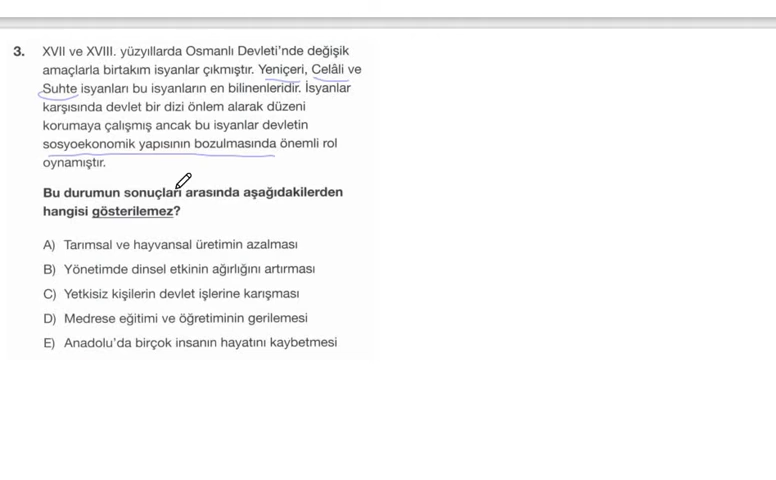 3. XVII ve XVIII. yüzyıllarda Osmanlı Devleti'nde değişik
amaçlarla birtakım isyanlar çıkmıştır. Yeniçeri, Celâli ve
Suhte isyanları bu isyanların en bilinenleridir. İsyanlar
karşısında devlet bir dizi önlem alarak düzeni
korumaya çalışmış ancak bu isyanlar devletin
sosyoekonomik yapısının bozulmasında önemli rol
oynamıştır.
Bu durumun sonuçları arasında aşağıdakilerden
hangisi gösterilemez?
A) Tarımsal ve hayvansal üretimin azalması
B) Yönetimde dinsel etkinin ağırlığını artırması
C) Yetkisiz kişilerin devlet işlerine karışması
D) Medrese eğitimi ve öğretiminin gerilemesi
E) Anadolu'da birçok insanın hayatını kaybetmesi